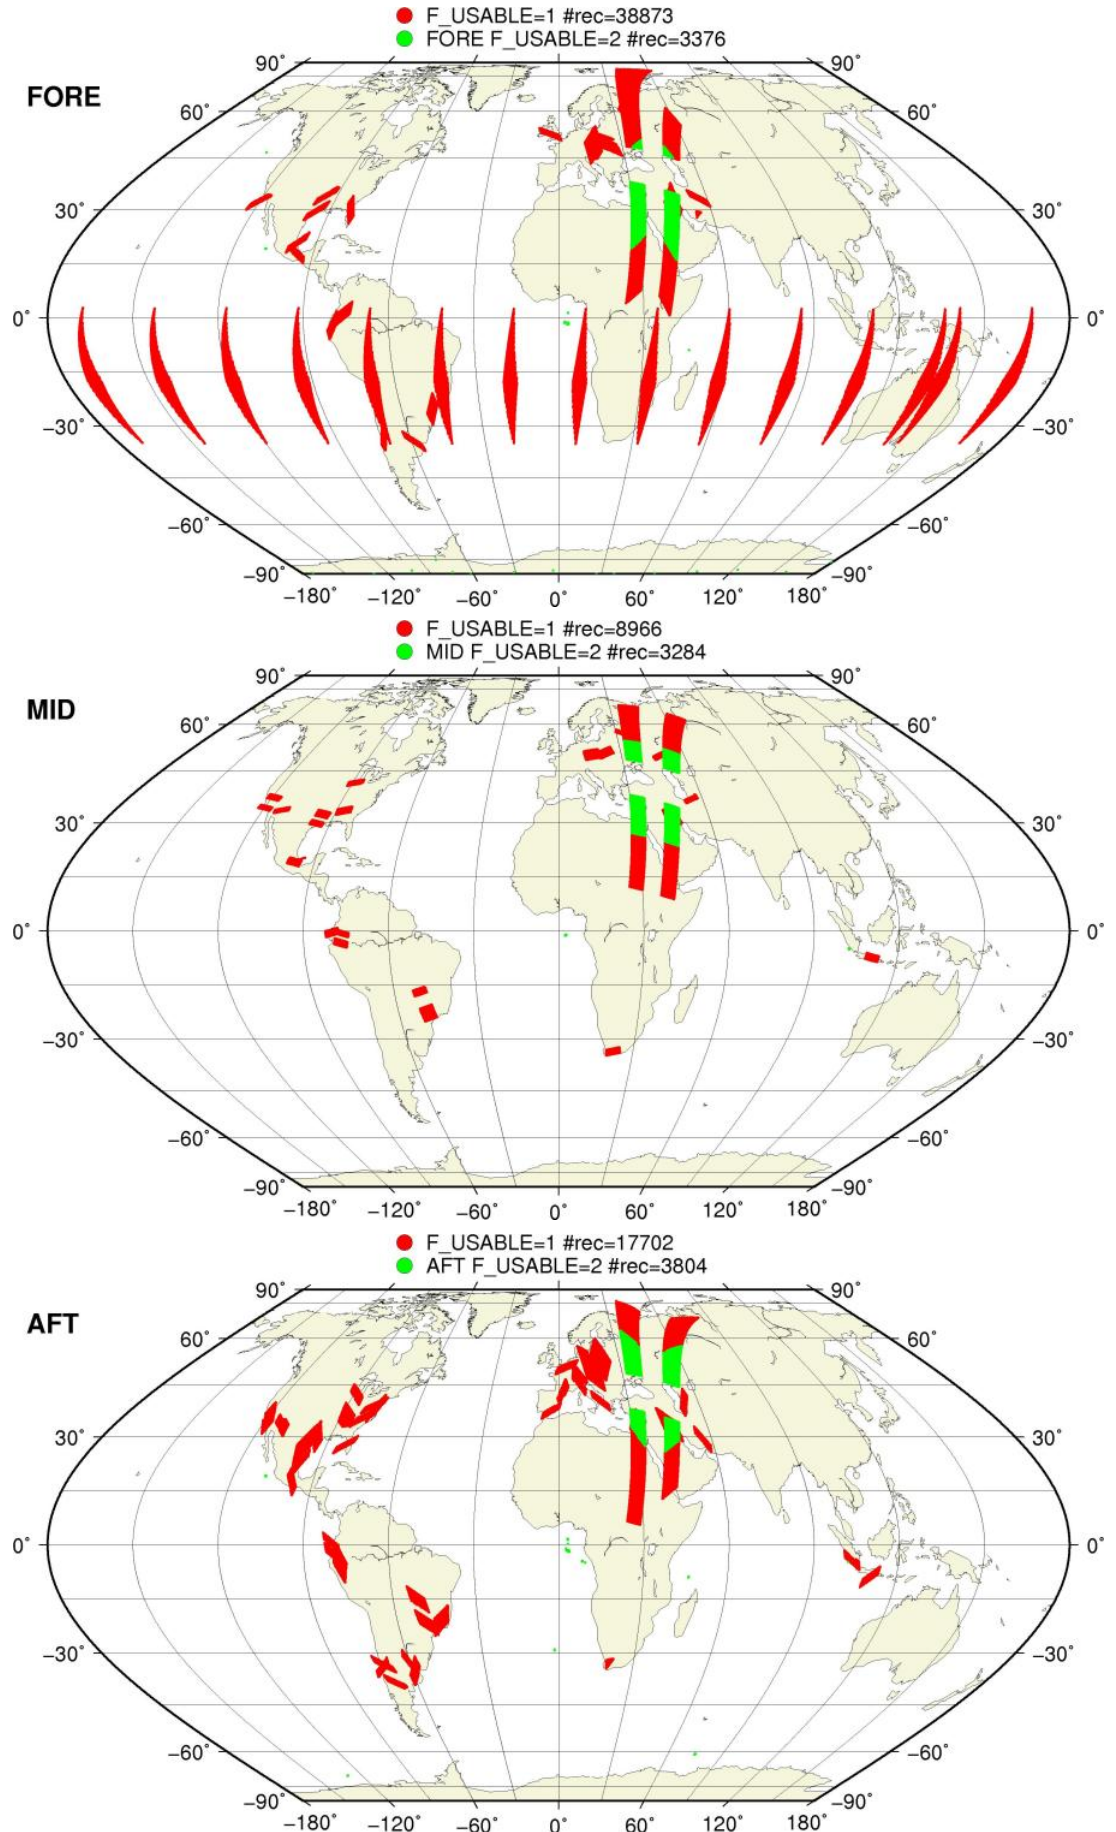 F_USABLE=1 #rec=38873
FORE F_USABLE=2 #rec=3376
FORE
90° 90°
60° 60°
30° 30°
0° 0°
−30° −30°
−60° −60°
−90° −90°
−180° −120° −60° 0° 60° 120° 180°
F_USABLE=1 #rec=8966
MID F_USABLE=2 #rec=3284
MID
90° 90°
60° 60°
30° 30°
0° 0°
−30° −30°
−60° −60°
−90° −90°
−180° −120° −60° 0° 60° 120° 180°
F_USABLE=1 #rec=17702
AFT F_USABLE=2 #rec=3804
AFT
90° 90°
60° 60°
30° 30°
0° 0°
−30° −30°
−60° −60°
−90° −90°
−180° −120° −60° 0° 60° 120° 180°